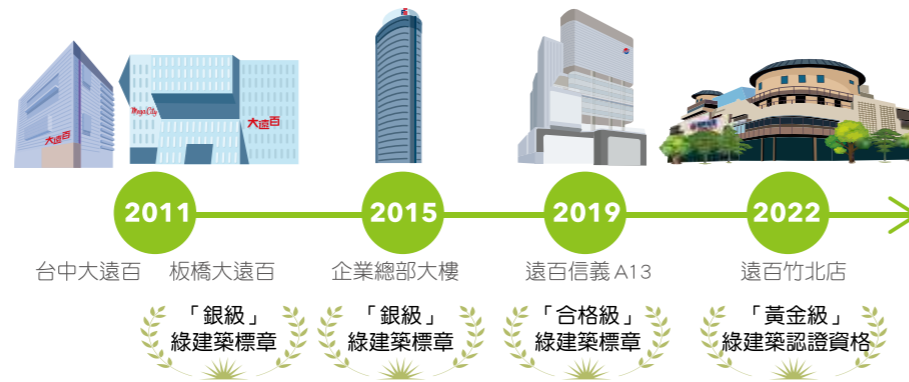 大遠百
Mega City
大遠百
2011
2015
2019
2022
台中大遠百
板橋大遠百
企業總部大樓
遠百信義 A13
遠百竹北店
「銀級」
綠建築標章
「銀級」
綠建築標章
「合格級」
綠建築標章
「黃金級」
綠建築認證資格